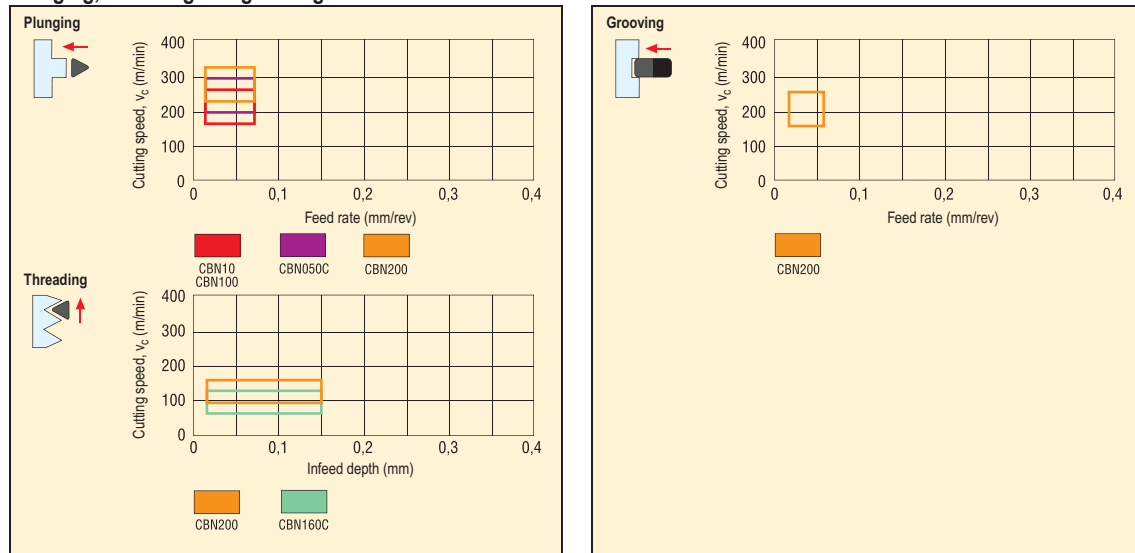 Plunging
Cutting speed, vc (m/min)
400
300
200
100
0
0 0,1 0,2 0,3 0,4
Feed rate (mm/rev)
CBN10
CBN100
CBN050C
CBN200
Threading
Cutting speed, vc (m/min)
400
300
200
100
0
0 0,1 0,2 0,3 0,4
Infeed depth (mm)
CBN200
CBN160C
Grooving
Cutting speed, vc (m/min)
400
300
200
100
0
0 0,1 0,2 0,3 0,4
Feed rate (mm/rev)
CBN200